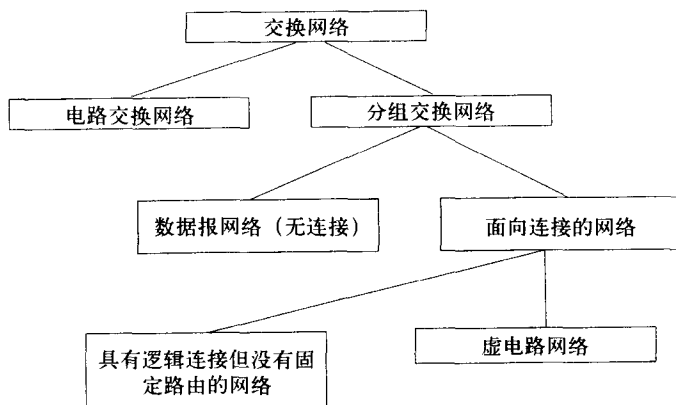 交换网络
电路交换网络
分组交换网络
数据报网络（无连接）
面向连接的网络
具有逻辑连接但没有固
定路由的网络
虚电路网络